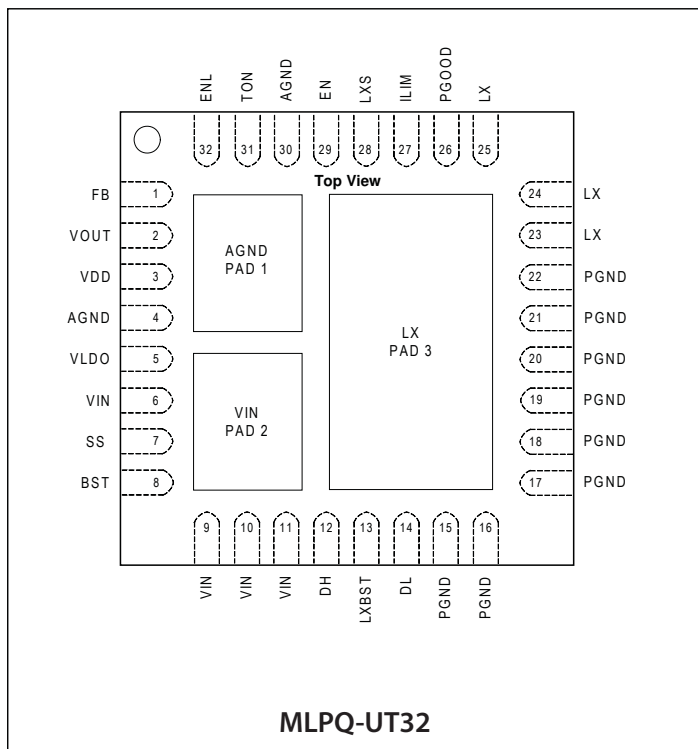 ENL TON AGND EN LXS ILIM PGOOD LX
32 31 30 29 28 27 26 25
Top View
FB 1
VOUT 2
VDD 3
AGND 4
VLDO 5
VIN 6
SS 7
BST 8
AGND
PAD 1
VIN
PAD 2
LX
PAD 3
24 LX
23 LX
22 PGND
21 PGND
20 PGND
19 PGND
18 PGND
17 PGND
9 10 11 12 13 14 15 16
VIN VIN VIN DH LXBST DL PGND PGND
MLPQ-UT32